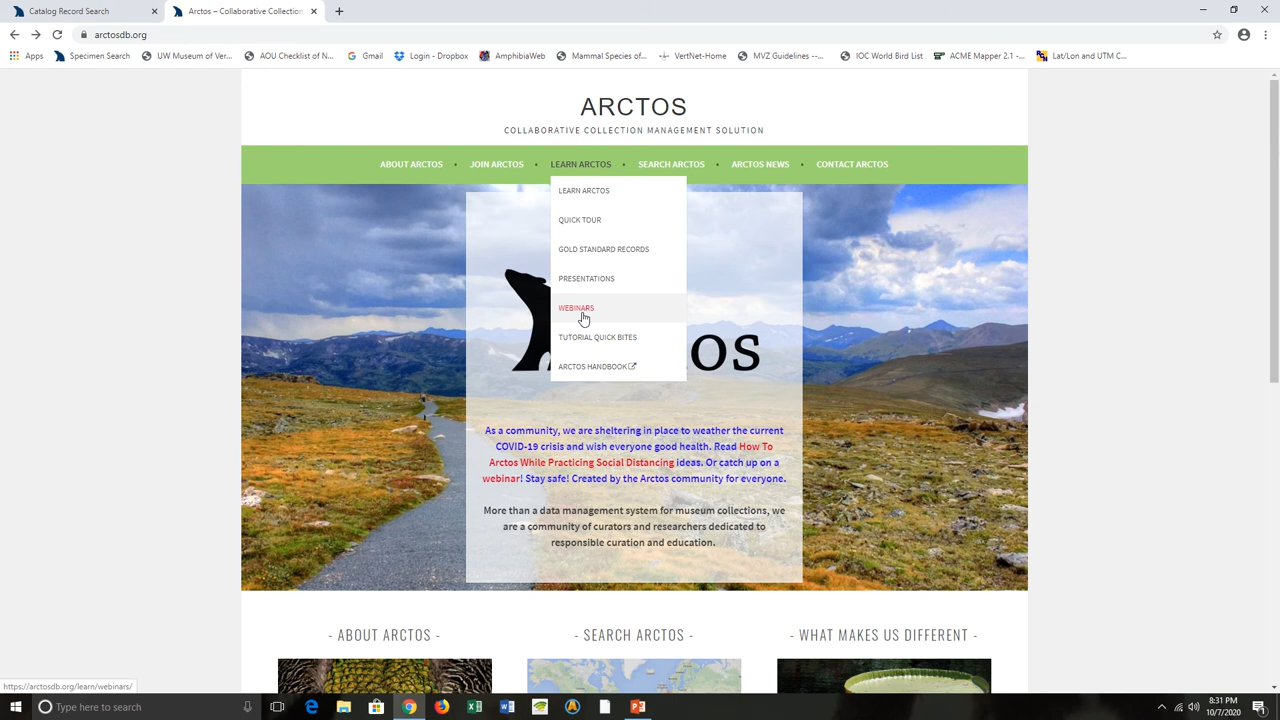 Catalog Record Search
Arctos – Collaborative Collection
arctosdb.org
Apps
Specimen Search
UW Museum of Ver...
AOU Checklist of N...
Gmail
Login - Dropbox
AmphibiaWeb
Mammal Species of...
VertNet-Home
MVZ Guidelines --...
IOC World Bird List
ACME Mapper 2.1 -...
Lat/Lon and UTM C...
ARCTOS
COLLABORATIVE COLLECTION MANAGEMENT SOLUTION
ABOUT ARCTOS • JOIN ARCTOS • LEARN ARCTOS • SEARCH ARCTOS • ARCTOS NEWS • CONTACT ARCTOS
LEARN ARCTOS
QUICK TOUR
GOLD STANDARD RECORDS
PRESENTATIONS
WEBINARS
TUTORIAL QUICK BITES
ARCTOS HANDBOOK
os
As a community, we are sheltering in place to weather the current
COVID-19 crisis and wish everyone good health. Read How To
Arctos While Practicing Social Distancing ideas. Or catch up on a
webinar! Stay safe! Created by the Arctos community for everyone.
More than a data management system for museum collections, we
are a community of curators and researchers dedicated to
responsible curation and education.
- ABOUT ARCTOS -
- SEARCH ARCTOS -
- WHAT MAKES US DIFFERENT -
https://arctosdb.org/learn/webinars/
Type here to search
8:31 PM
10/7/2020